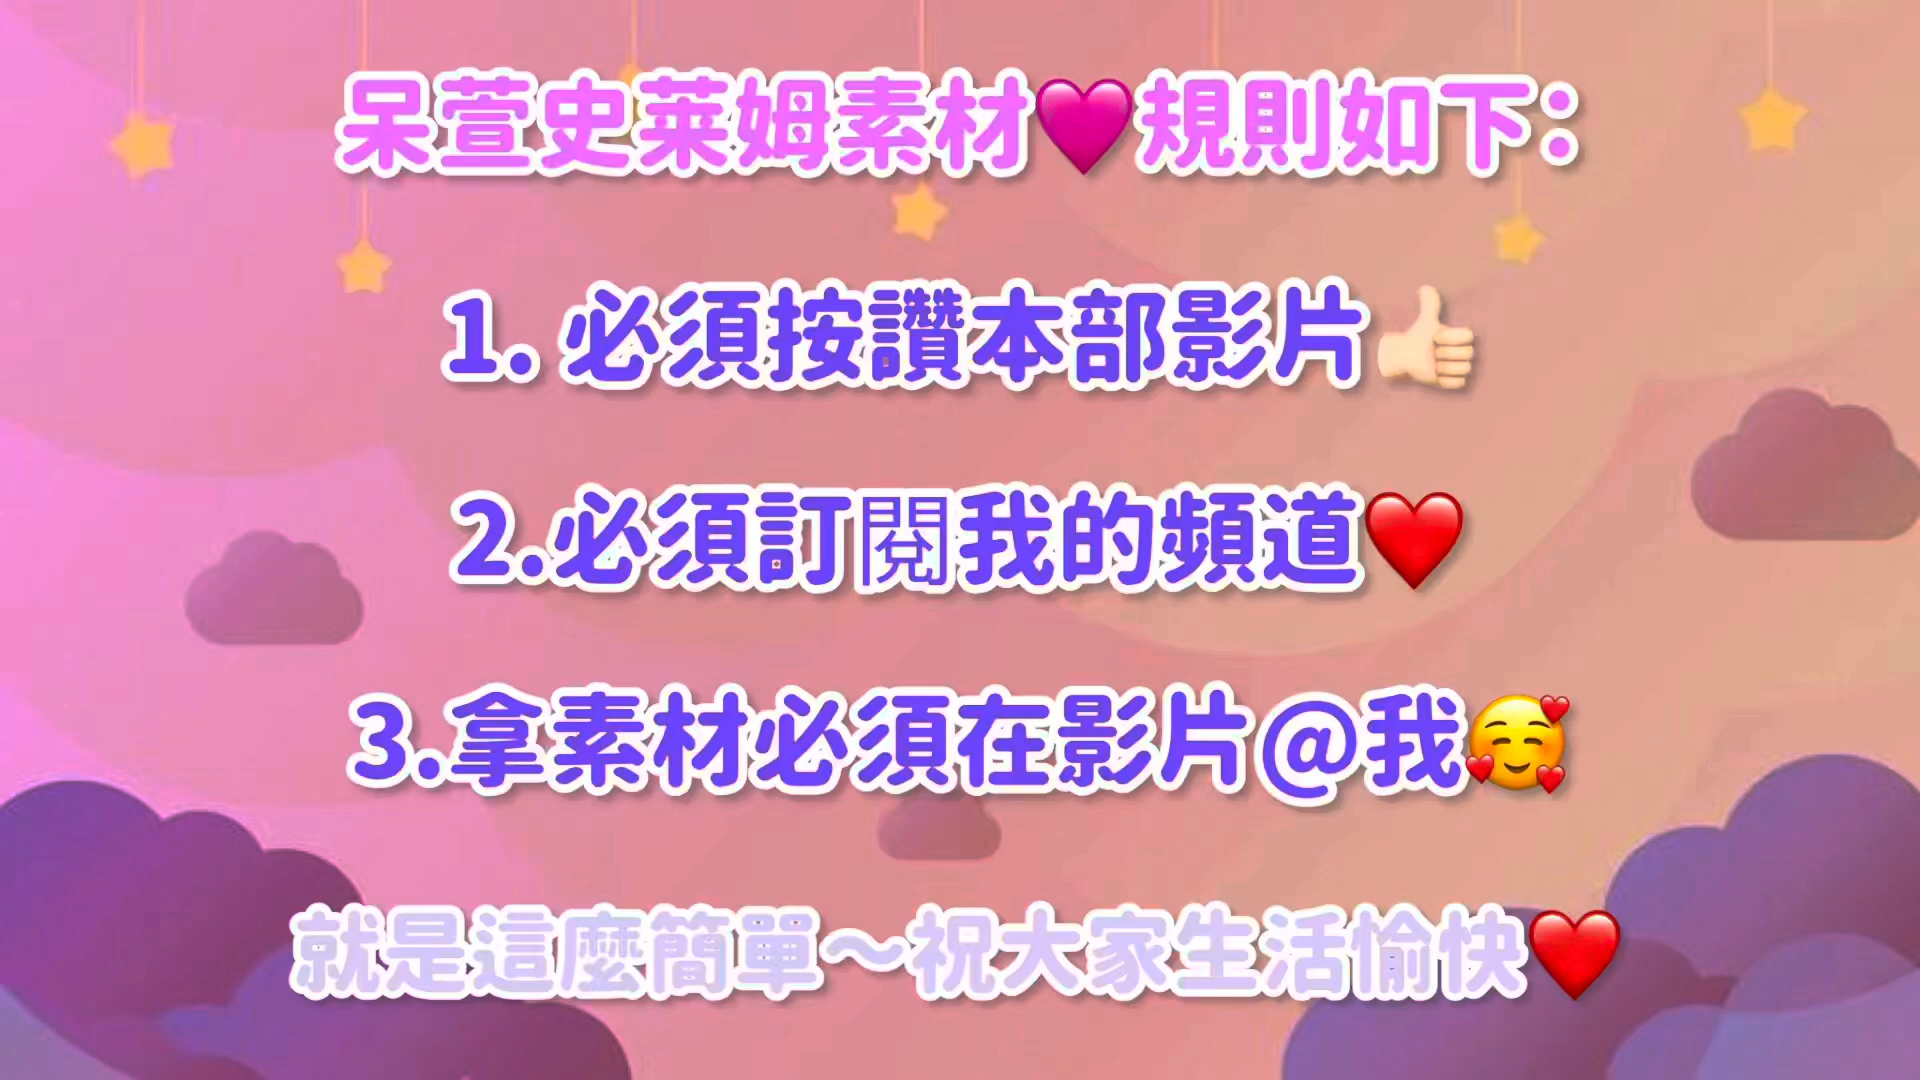 呆萱史莱姆素材💜規則如下：
1. 必須按讚本部影片👍🏻
2.必須訂閱我的頻道❤️
3.拿素材必須在影片@我🥰
就是這麼簡單～祝大家生活愉快❤️